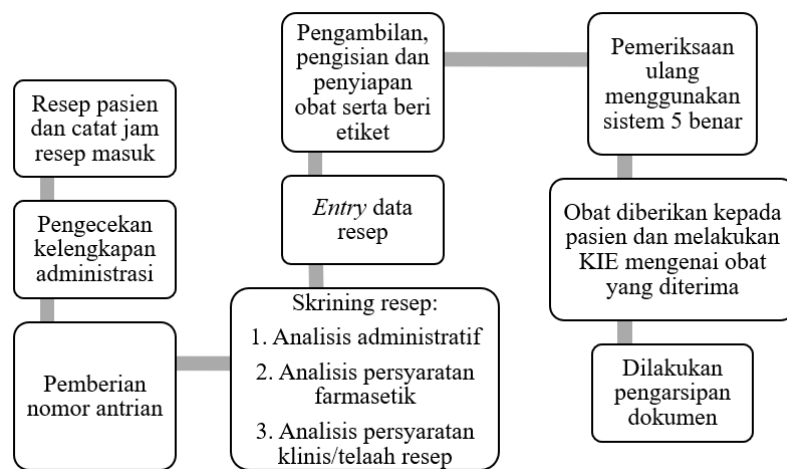 Resep pasien
dan catat jam
resep masuk
Pengecekan
kelengkapan
administrasi
Pemberian
nomor antrian
Skrining resep:
1. Analisis administratif
2. Analisis persyaratan
farmasetik
3. Analisis persyaratan
klinis/telaah resep
Entry data
resep
Pengambilan,
pengisian dan
penyiapan
obat serta beri
etiket
Pemeriksaan
ulang
menggunakan
sistem 5 benar
Obat diberikan kepada
pasien dan melakukan
KIE mengenai obat
yang diterima
Dilakukan
pengarsipan
dokumen